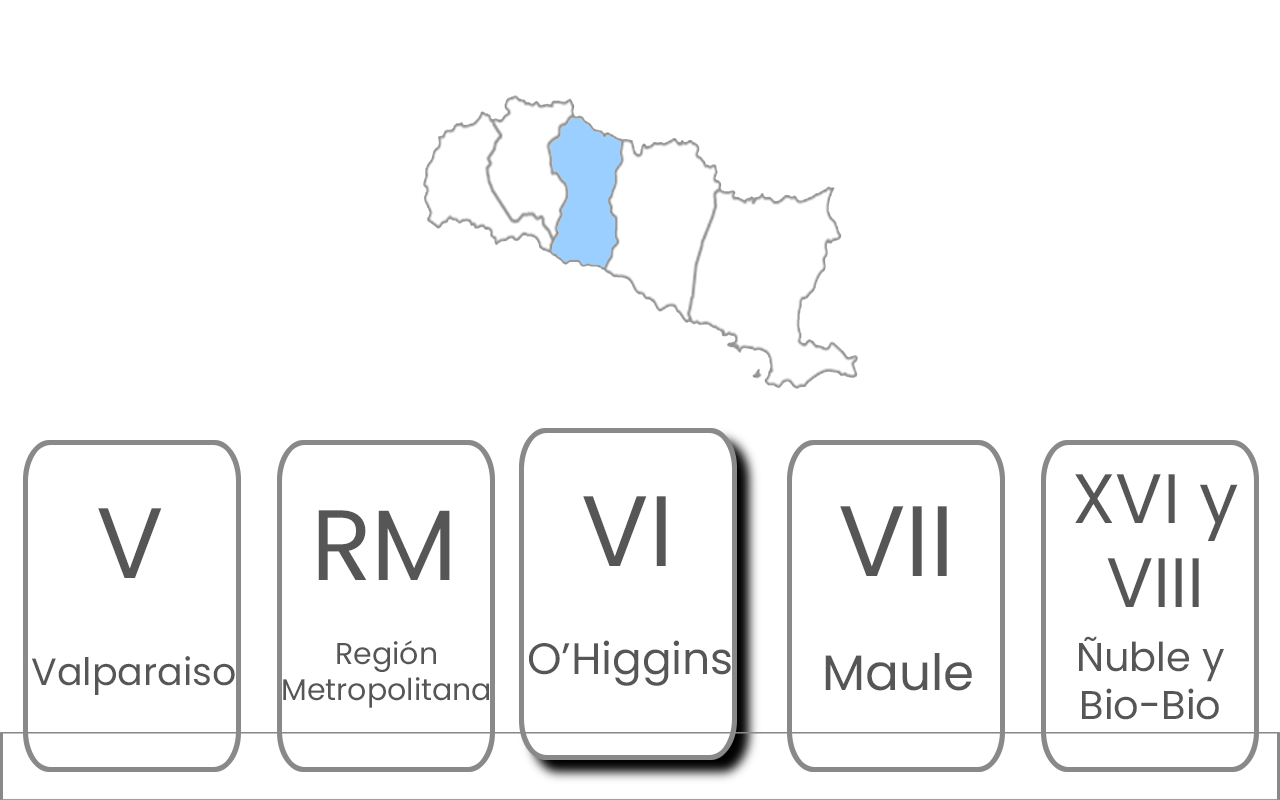 V
Valparaiso
RM
Región
Metropolitana
VI
O’Higgins
VII
Maule
XVI y
VIII
Ñuble y
Bio-Bio